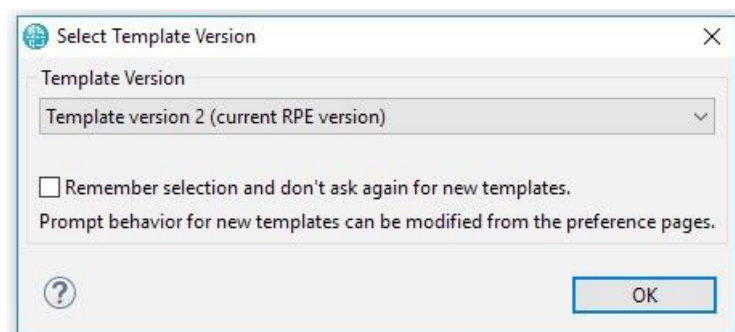 Select Template Version
Template Version
Template version 2 (current RPE version)
Remember selection and don't ask again for new templates.
Prompt behavior for new templates can be modified from the preference pages.
?
OK